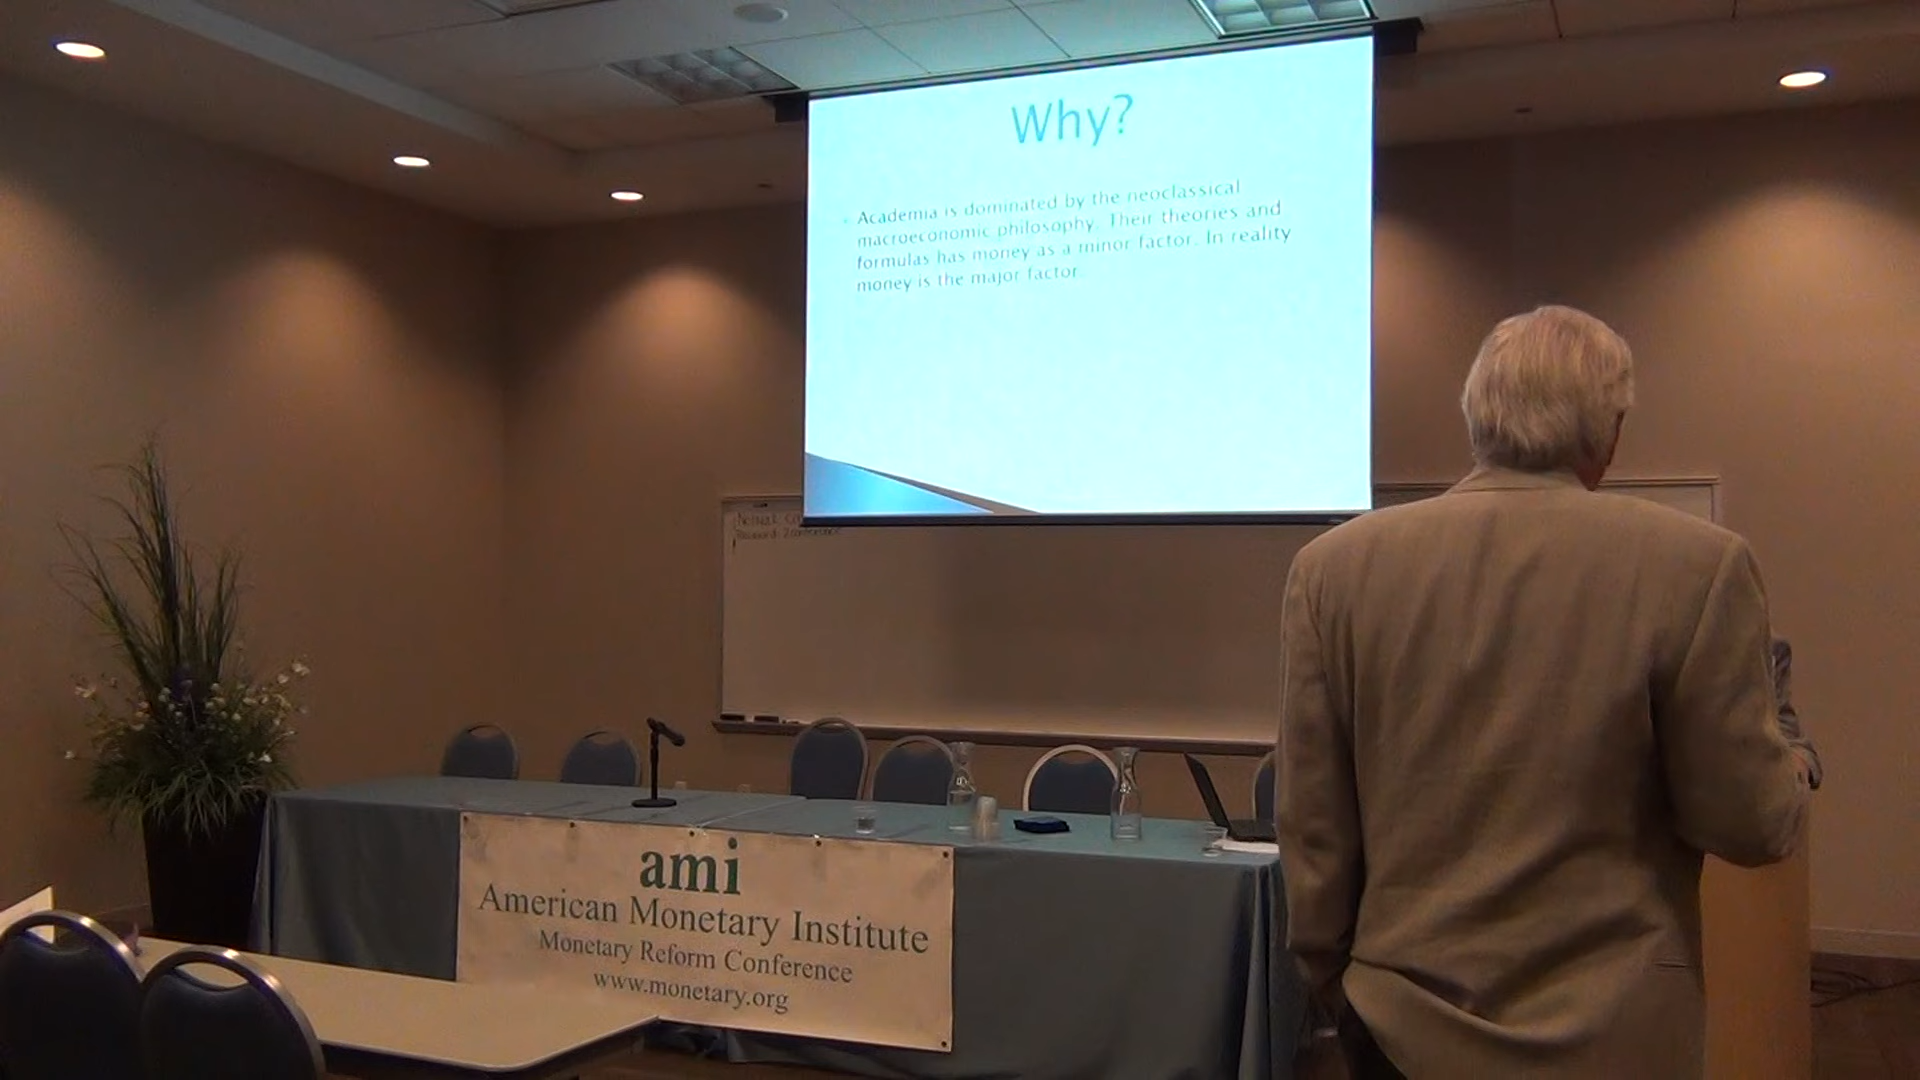 Why?
Academia is dominated by the neoclassical
macroeconomic philosophy. Their theories and
formulas has money as a minor factor. In reality
money is the major factor.
ami
American Monetary Institute
Monetary Reform Conference
www.monetary.org